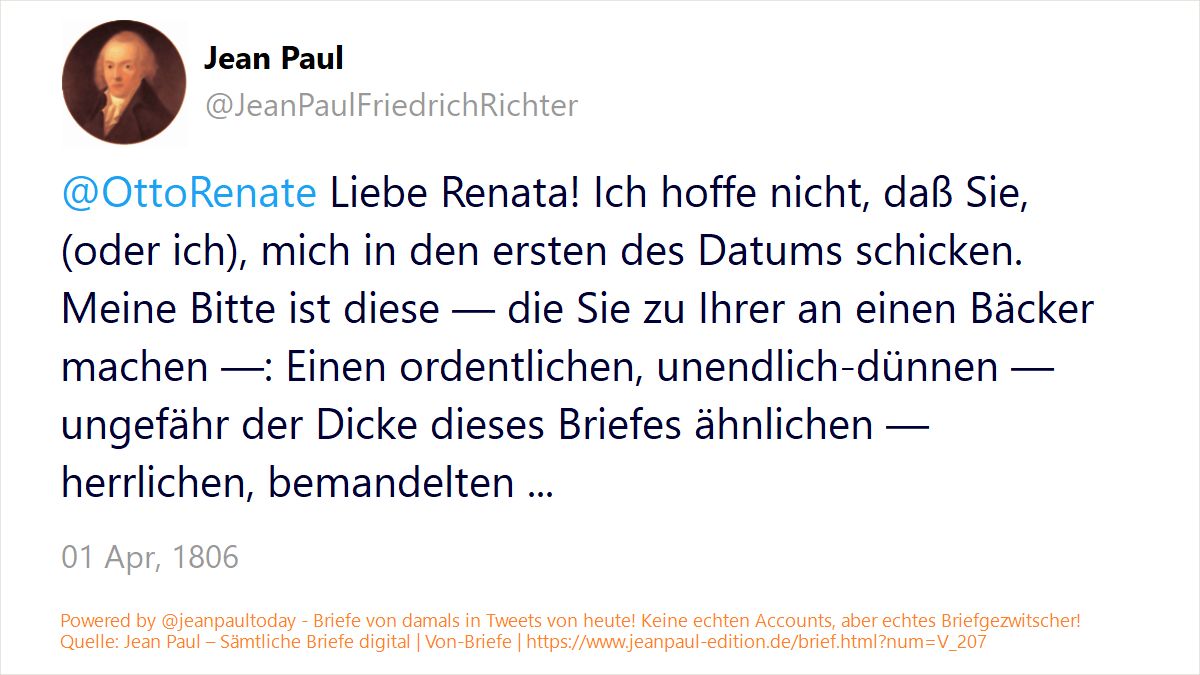 Jean Paul
@JeanPaulFriedrichRichter
@OttoRenate Liebe Renata! Ich hoffe nicht, daß Sie,
(oder ich), mich in den ersten des Datums schicken.
Meine Bitte ist diese — die Sie zu Ihrer an einen Bäcker
machen —: Einen ordentlichen, unendlich-dünnen —
ungefähr der Dicke dieses Briefes ähnlichen —
herrlichen, bemandelten ...
01 Apr, 1806
Powered by @jeanpaultoday - Briefe von damals in Tweets von heute! Keine echten Accounts, aber echtes Briefgezwitscher!
Quelle: Jean Paul – Sämtliche Briefe digital | Von-Briefe | https://www.jeanpaul-edition.de/brief.html?num=V_207